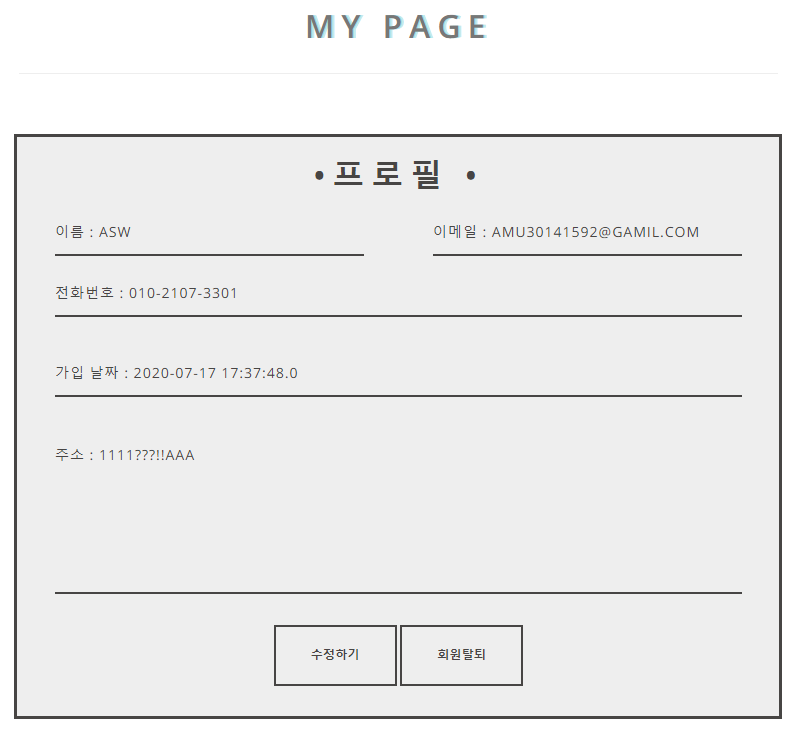 MY PAGE
•프로필 •
이름 : ASW
이메일 : AMU30141592@GAMIL.COM
전화번호 : 010-2107-3301
가입 날짜 : 2020-07-17 17:37:48.0
주소 : 1111???!!AAA
수정하기
회원탈퇴